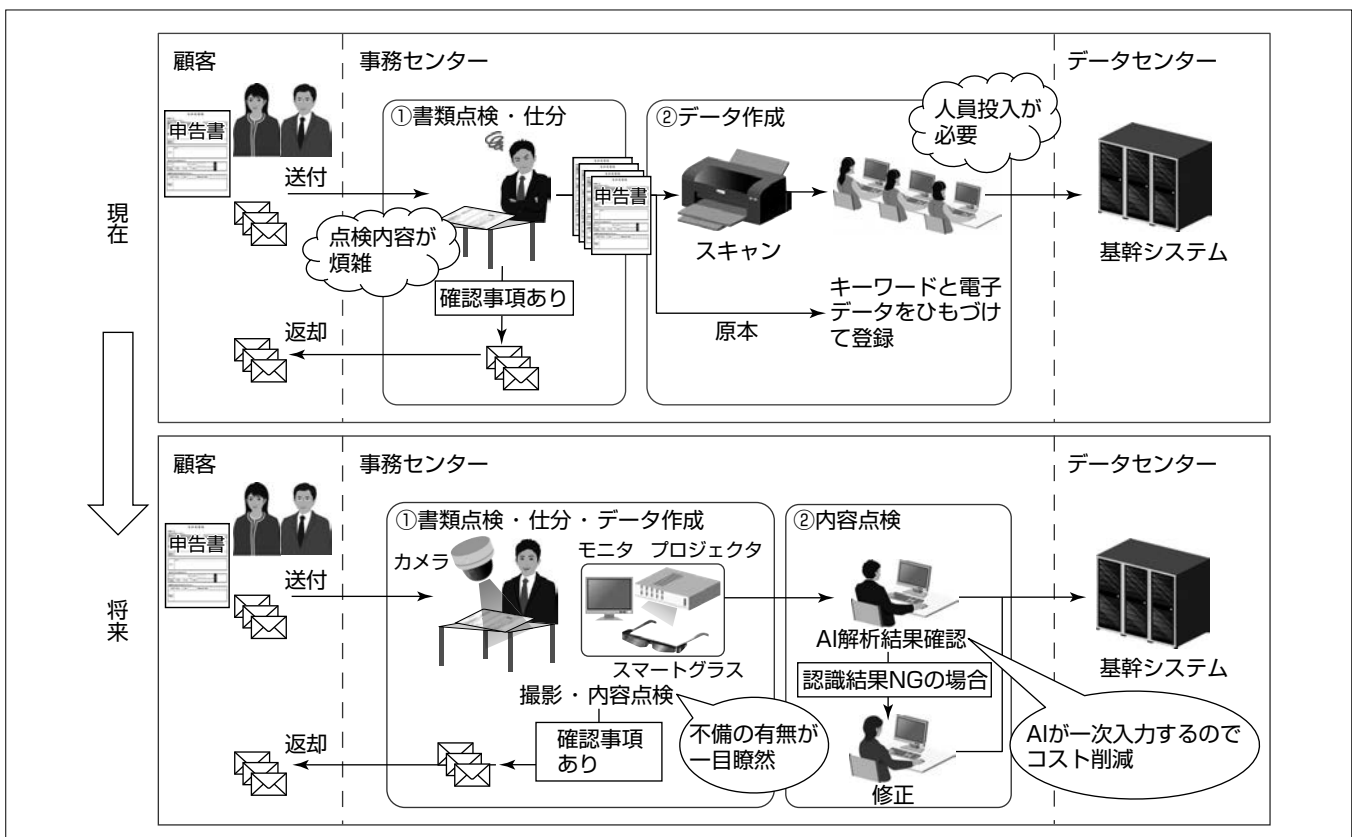 現在
顧客
申告書
送付
返却
事務センター
①書類点検・仕分
点検内容が
煩雑
確認事項あり
申告書
②データ作成
人員投入が
必要
スキャン
原本
キーワードと電子
データをひもづけ
て登録
データセンター
基幹システム
将来
顧客
申告書
送付
返却
事務センター
①書類点検・仕分・データ作成
カメラ
モニタ プロジェクタ
スマートグラス
撮影・内容点検
不備の有無が
一目瞭然
確認事項
あり
②内容点検
AI解析結果確認
認識結果NGの場合
修正
AIが一次入力するので
コスト削減
データセンター
基幹システム